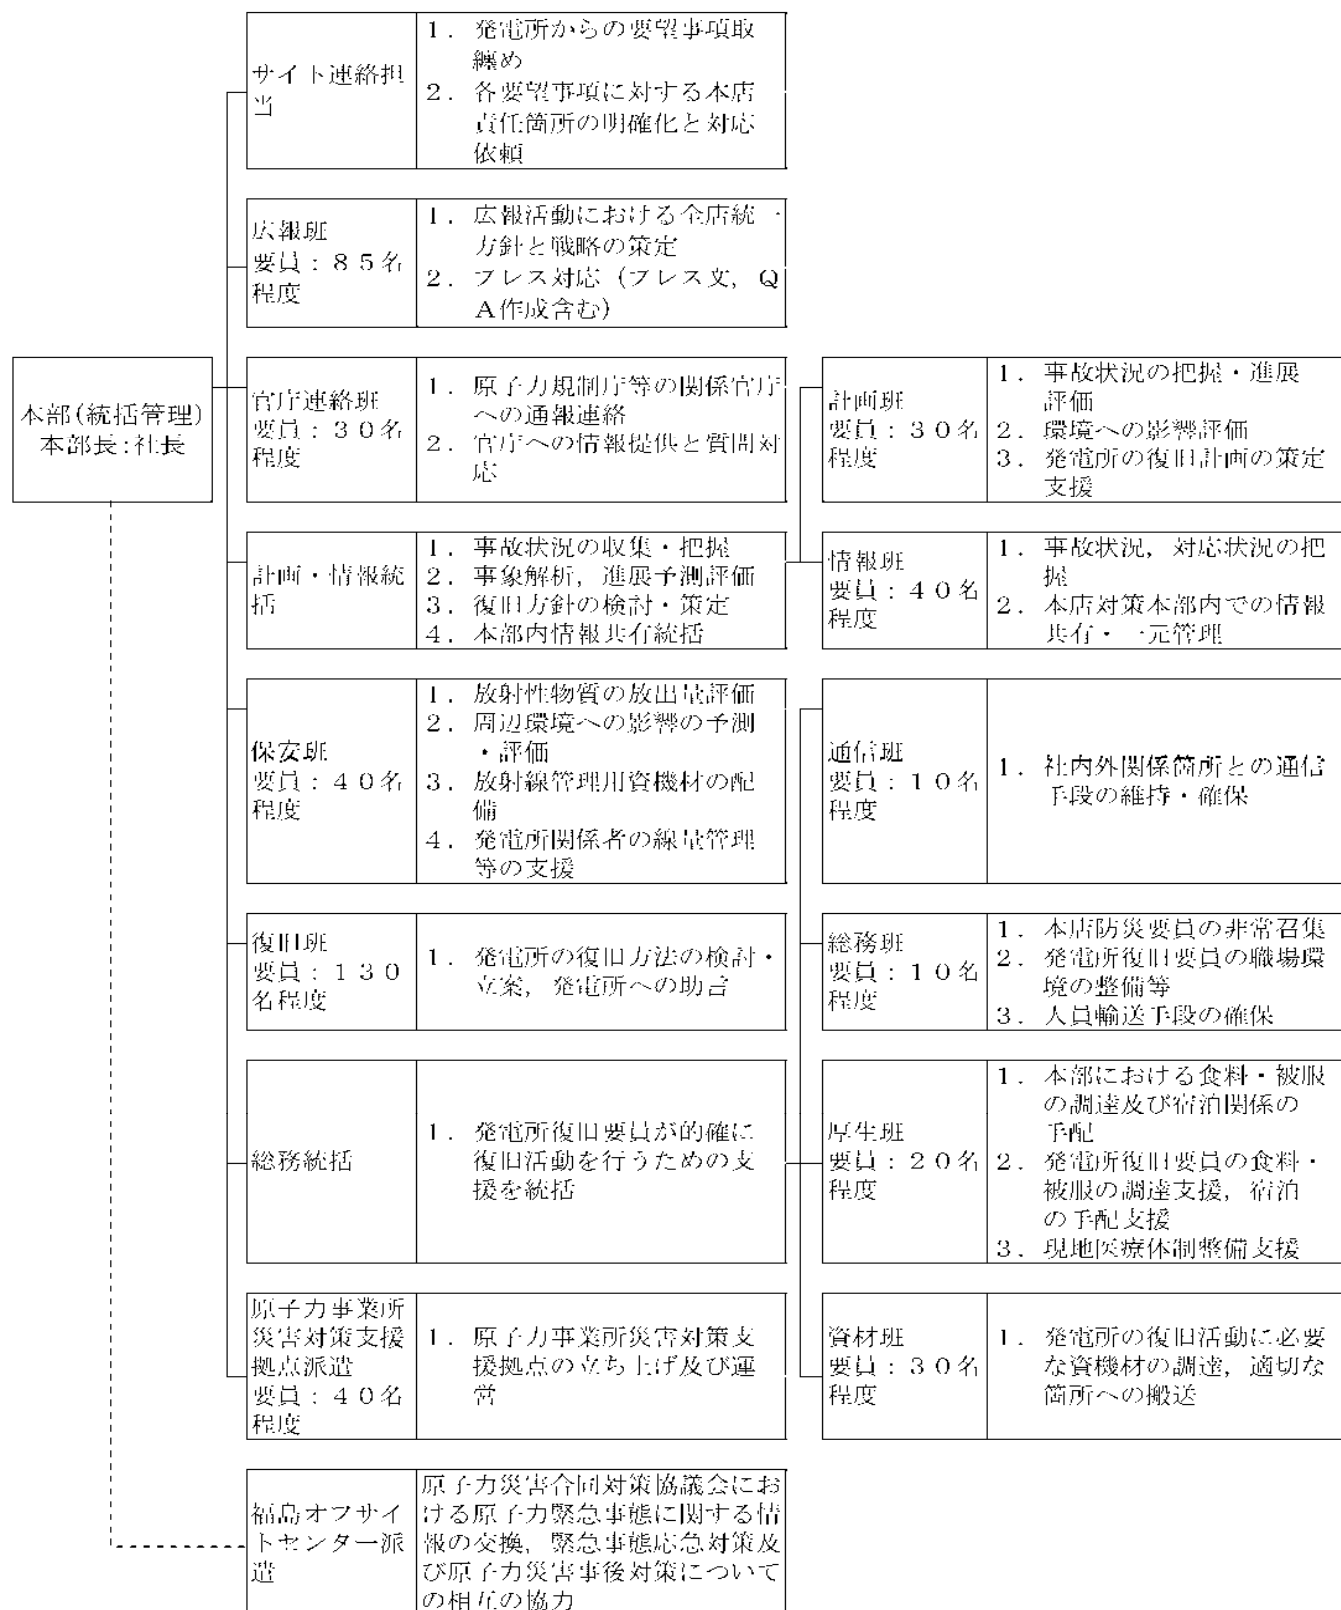 サイト連絡担
当
1. 発電所からの要望事項取
纏め
2. 各要望事項に対する本店
責任箇所の明確化と対応
依頼
広報班
要員:85名
程度
1. 広報活動における全店統一
方針と戦略の策定
2. プレス対応(プレス文,Q
A作成含む)
本部(統括管理)
本部長:社長
官庁連絡班
要員:30名
程度
1. 原子力規制庁等の関係官庁
への通報連絡
2. 官庁への情報提供と質問対
応
計画班
要員:30名
程度
1. 事故状況の把握・進展
評価
2. 環境への影響評価
3. 発電所の復旧計画の策定
支援
計画・情報統
括
1. 事故状況の収集・把握
2. 事象解析,進展予測評価
3. 復旧方針の検討・策定
4. 本部内情報共有統括
情報班
要員:40名
程度
1. 事故状況,対応状況の把
握
2. 本店対策本部内での情報
共有・一元管理
保安班
要員:40名
程度
1. 放射性物質の放出量評価
2. 周辺環境への影響の予測
・評価
3. 放射線管理用資機材の配
備
4. 発電所関係者の線量管理
等の支援
通信班
要員:10名
程度
1. 社内外関係箇所との通信
手段の維持・確保
復旧班
要員:130
名程度
1. 発電所の復旧方法の検討・
立案,発電所への助言
総務班
要員:10名
程度
1. 本店防災要員の非常召集
2. 発電所復旧要員の職場環
境の整備等
3. 人員輸送手段の確保
総務統括
1. 発電所復旧要員が的確に
復旧活動を行うための支
援を統括
厚生班
要員:20名
程度
1. 本部における食料・被服
の調達及び宿泊関係の
手配
2. 発電所復旧要員の食料・
被服の調達支援,宿泊
の手配支援
3. 現地医療体制整備支援
原子力事業所
災害対策支援
拠点派遣
要員:40名
程度
1. 原子力事業所災害対策支
援拠点の立ち上げ及び運
営
資材班
要員:30名
程度
1. 発電所の復旧活動に必要
な資機材の調達,適切な
箇所への搬送
福島オフサイ
トセンター派
遣
原子力災害合同対策協議会にお
ける原子力緊急事態に関する情
報の交換,緊急事態応急対策及
び原子力災害事後対策について
の相互の協力